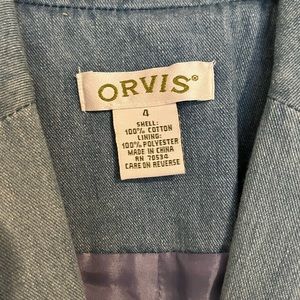 ORVIS®
4
SHELL:
100% COTTON
LINING:
100% POLYESTER
MADE IN CHINA
RN 70534
CARE ON REVERSE